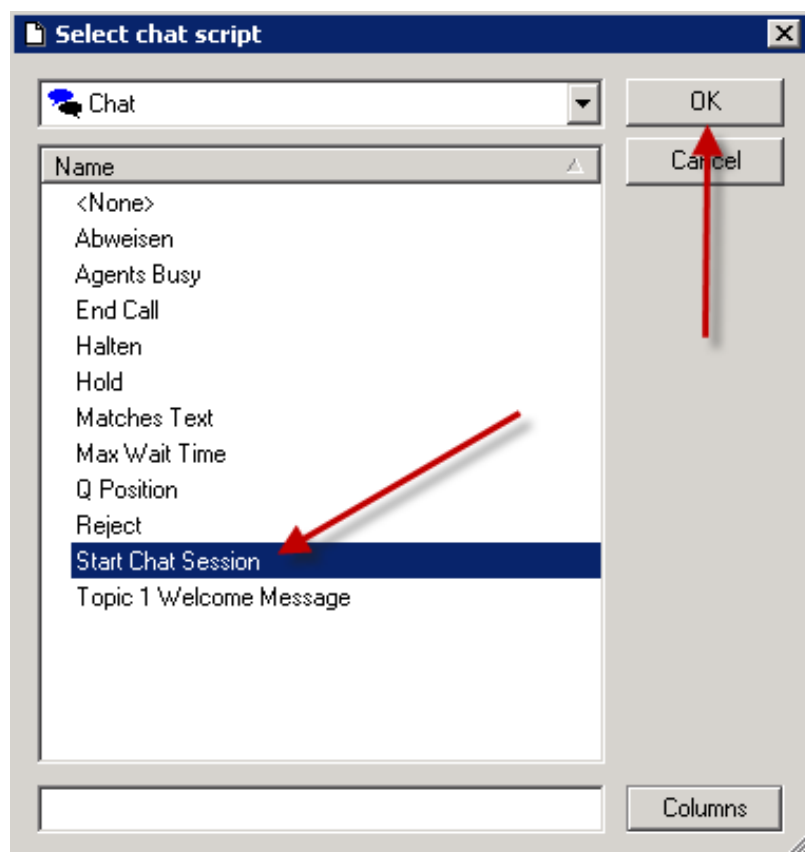 Select chat script
Chat
OK
Cancel
Name
<None>
Abweisen
Agents Busy
End Call
Halten
Hold
Matches Text
Max Wait Time
Q Position
Reject
Start Chat Session
Topic 1 Welcome Message
Columns